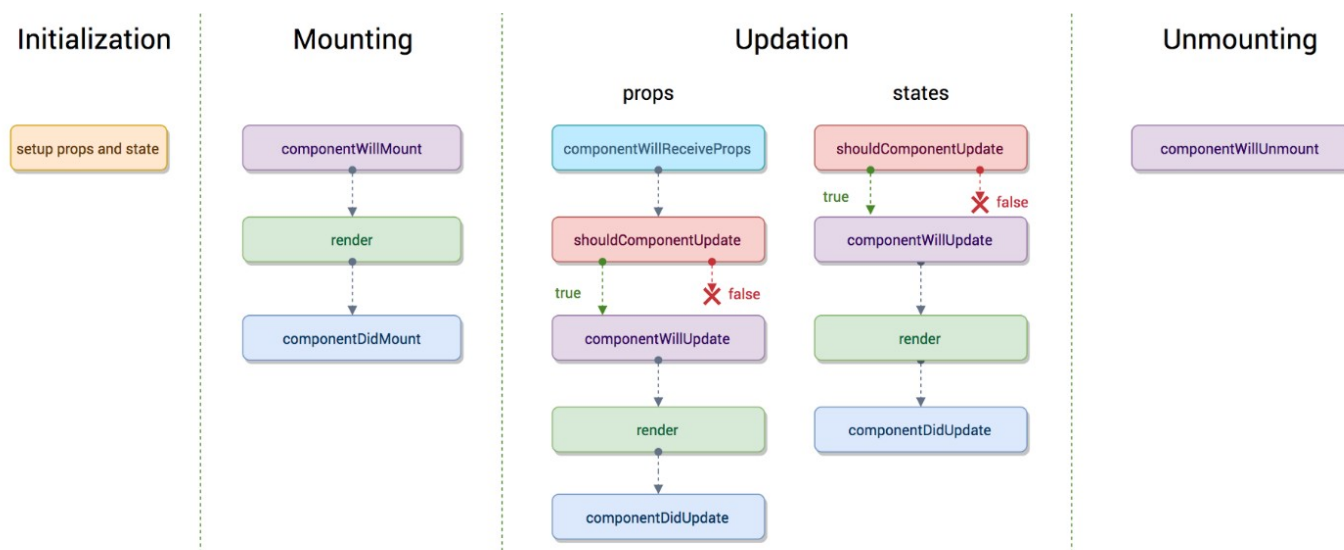 Initialization
Mounting
Updation
Unmounting
props
states
setup props and state
componentWillMount
render
componentDidMount
componentWillReceiveProps
shouldComponentUpdate
true
false
componentWillUpdate
render
componentDidUpdate
shouldComponentUpdate
true
false
componentWillUpdate
render
componentDidUpdate
componentWillUnmount